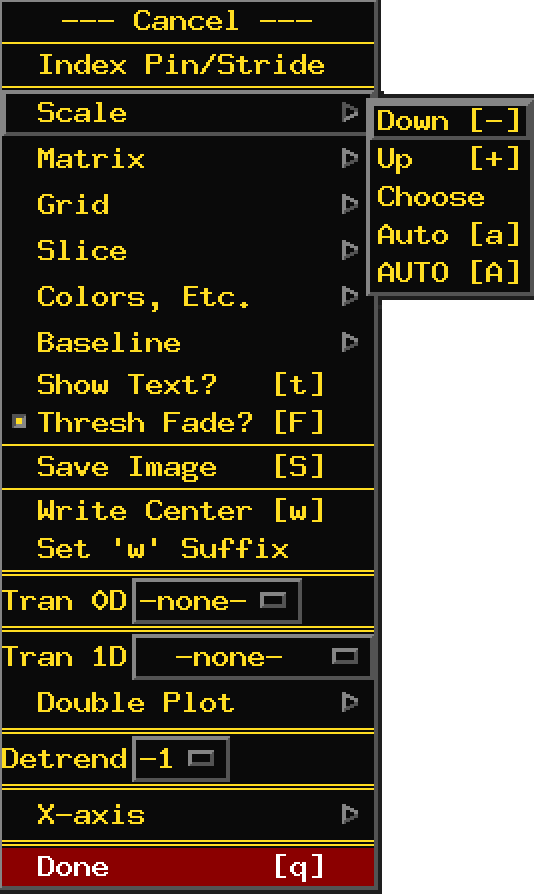 --- Cancel ---
Index Pin/Stride
Scale
Down [-]
Up [+]
Choose
Auto [a]
AUTO [A]
Matrix
Grid
Slice
Colors, Etc.
Baseline
Show Text? [t]
Thresh Fade? [F]
Save Image [S]
Write Center [w]
Set 'w' Suffix
Tran 0D -none-
Tran 1D -none-
Double Plot
Detrend -1
X-axis
Done [q]